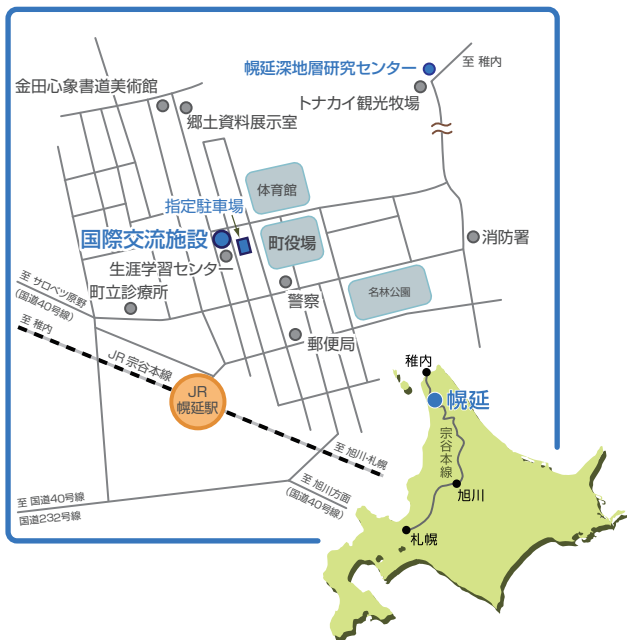 幌延深地層研究センター
至 稚内
金田心象書道美術館
トナカイ観光牧場
郷土資料展示室
体育館
指定駐車場
国際交流施設
町役場
消防署
生涯学習センター
至 サロベツ原野
(国道40号線)
町立診療所
警察
名林公園
至 稚内
郵便局
JR 宗谷本線
稚内
JR
幌延駅
幌延
宗谷本線
至 旭川・札幌
至 旭川方面
(国道40号線)
旭川
至 国道40号線
国道232号線
札幌